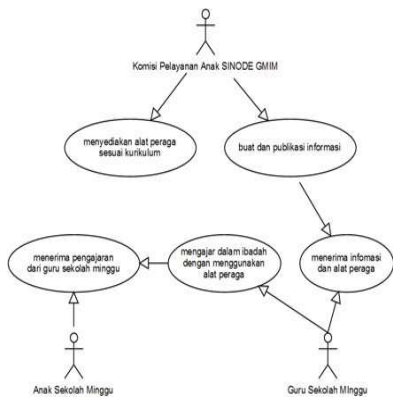 Komisi Pelayanan Anak SINODE GMIM
menyediakan alat peraga
sesuai kurikulum
buat dan publikasi informasi
menerima pengajaran
dari guru sekolah minggu
mengajar dalam ibadah
dengan menggunakan
alat peraga
menerima infomasi
dan alat peraga
Anak Sekolah Minggu
Guru Sekolah MInggu